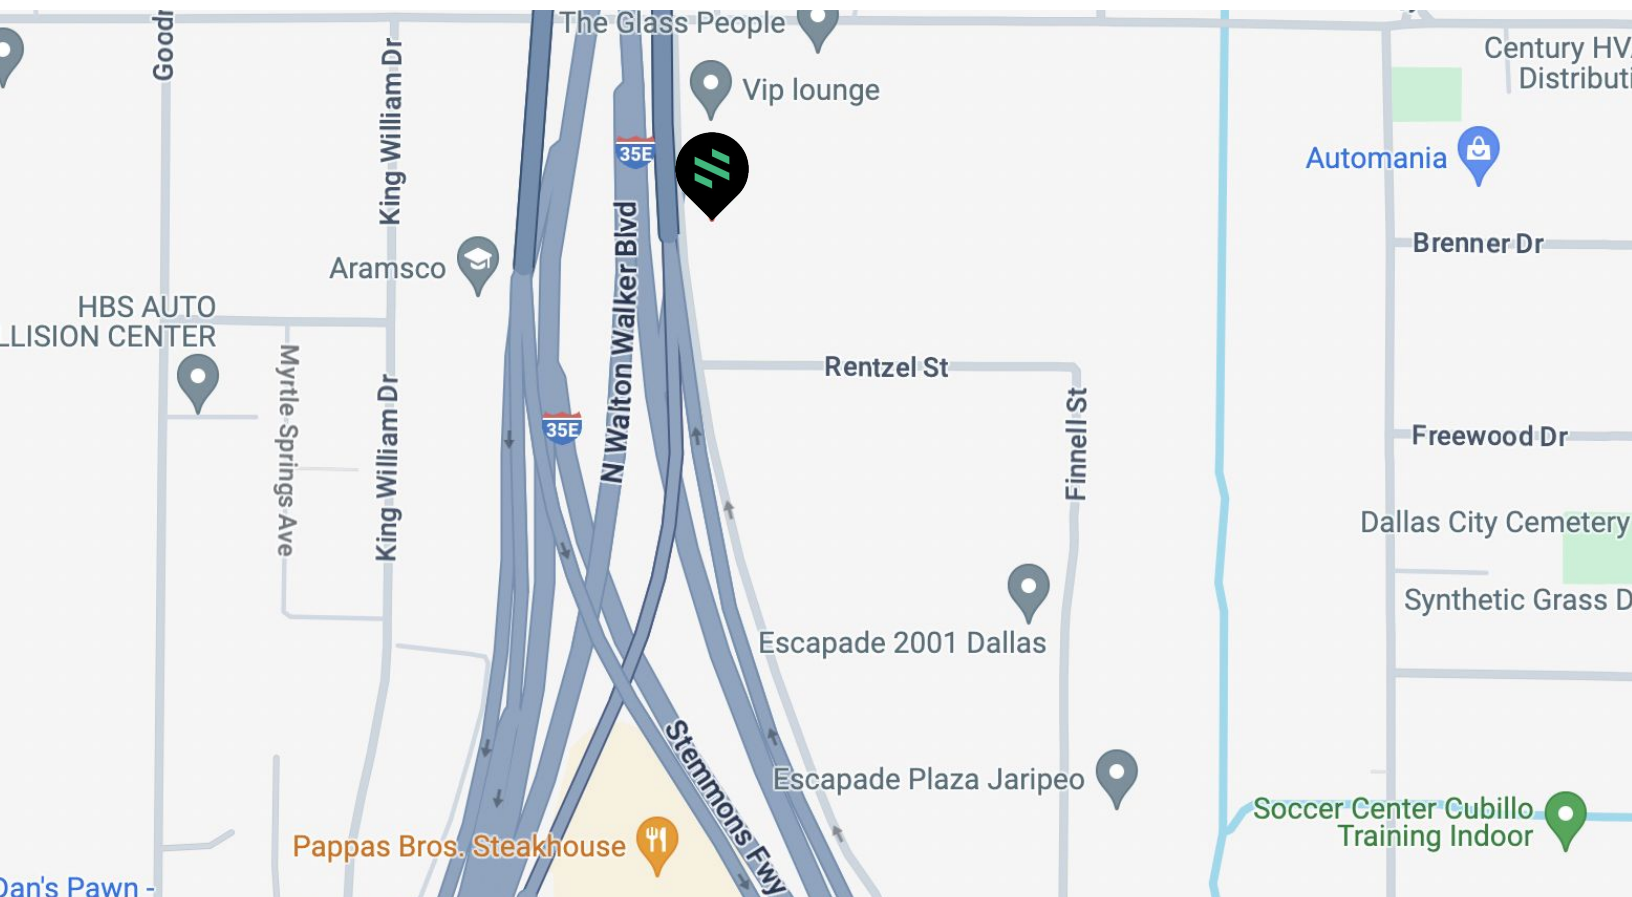 Goodr
King William Dr
The Glass People
Vip lounge
Century HV
Distributi
35E
Automania
N Walton Walker Blvd
Brenner Dr
Aramsco
HBS AUTO
LLISION CENTER
Myrtle Springs Ave
King William Dr
35E
Rentzel St
Finnell St
Freewood Dr
Dallas City Cemetery
Synthetic Grass D
Escapade 2001 Dallas
Stemmons Fwy
Escapade Plaza Jaripeo
Soccer Center Cubillo
Training Indoor
Pappas Bros. Steakhouse
Dan's Pawn -